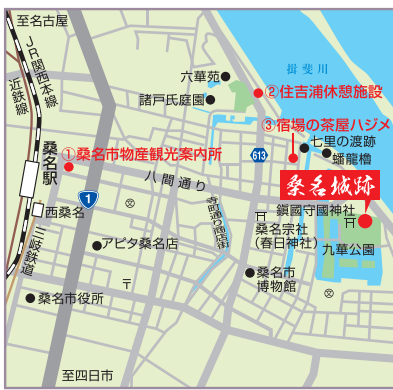 至名古屋
JR関西本線
近鉄線
六華苑
揖斐川
②住吉浦休憩施設
諸戸氏庭園
③宿場の茶屋ハジメ
七里の渡跡
蟠龍櫓
613
桑名駅
①桑名市物産観光案内所
八間通り
桑名城跡
1
寺町通り商店街
鎮國守國神社
西桑名
桑名宗社
(春日神社)
九華公園
三岐鉄道
アピタ桑名店
桑名市
博物館
桑名市役所
至四日市